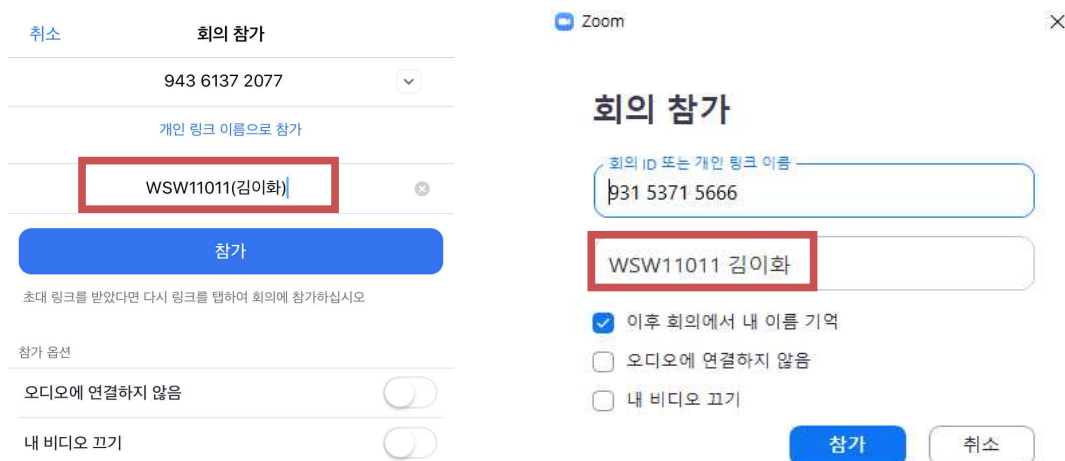 취소
회의 참가
943 6137 2077
개인 링크 이름으로 참가
WSW11011(김이화)
참가
초대 링크를 받았다면 다시 링크를 탭하여 회의에 참가하십시오
참가 옵션
오디오에 연결하지 않음
내 비디오 끄기
Zoom
회의 참가
회의 ID 또는 개인 링크 이름
931 5371 5666
WSW11011 김이화
이후 회의에서 내 이름 기억
오디오에 연결하지 않음
내 비디오 끄기
참가
취소